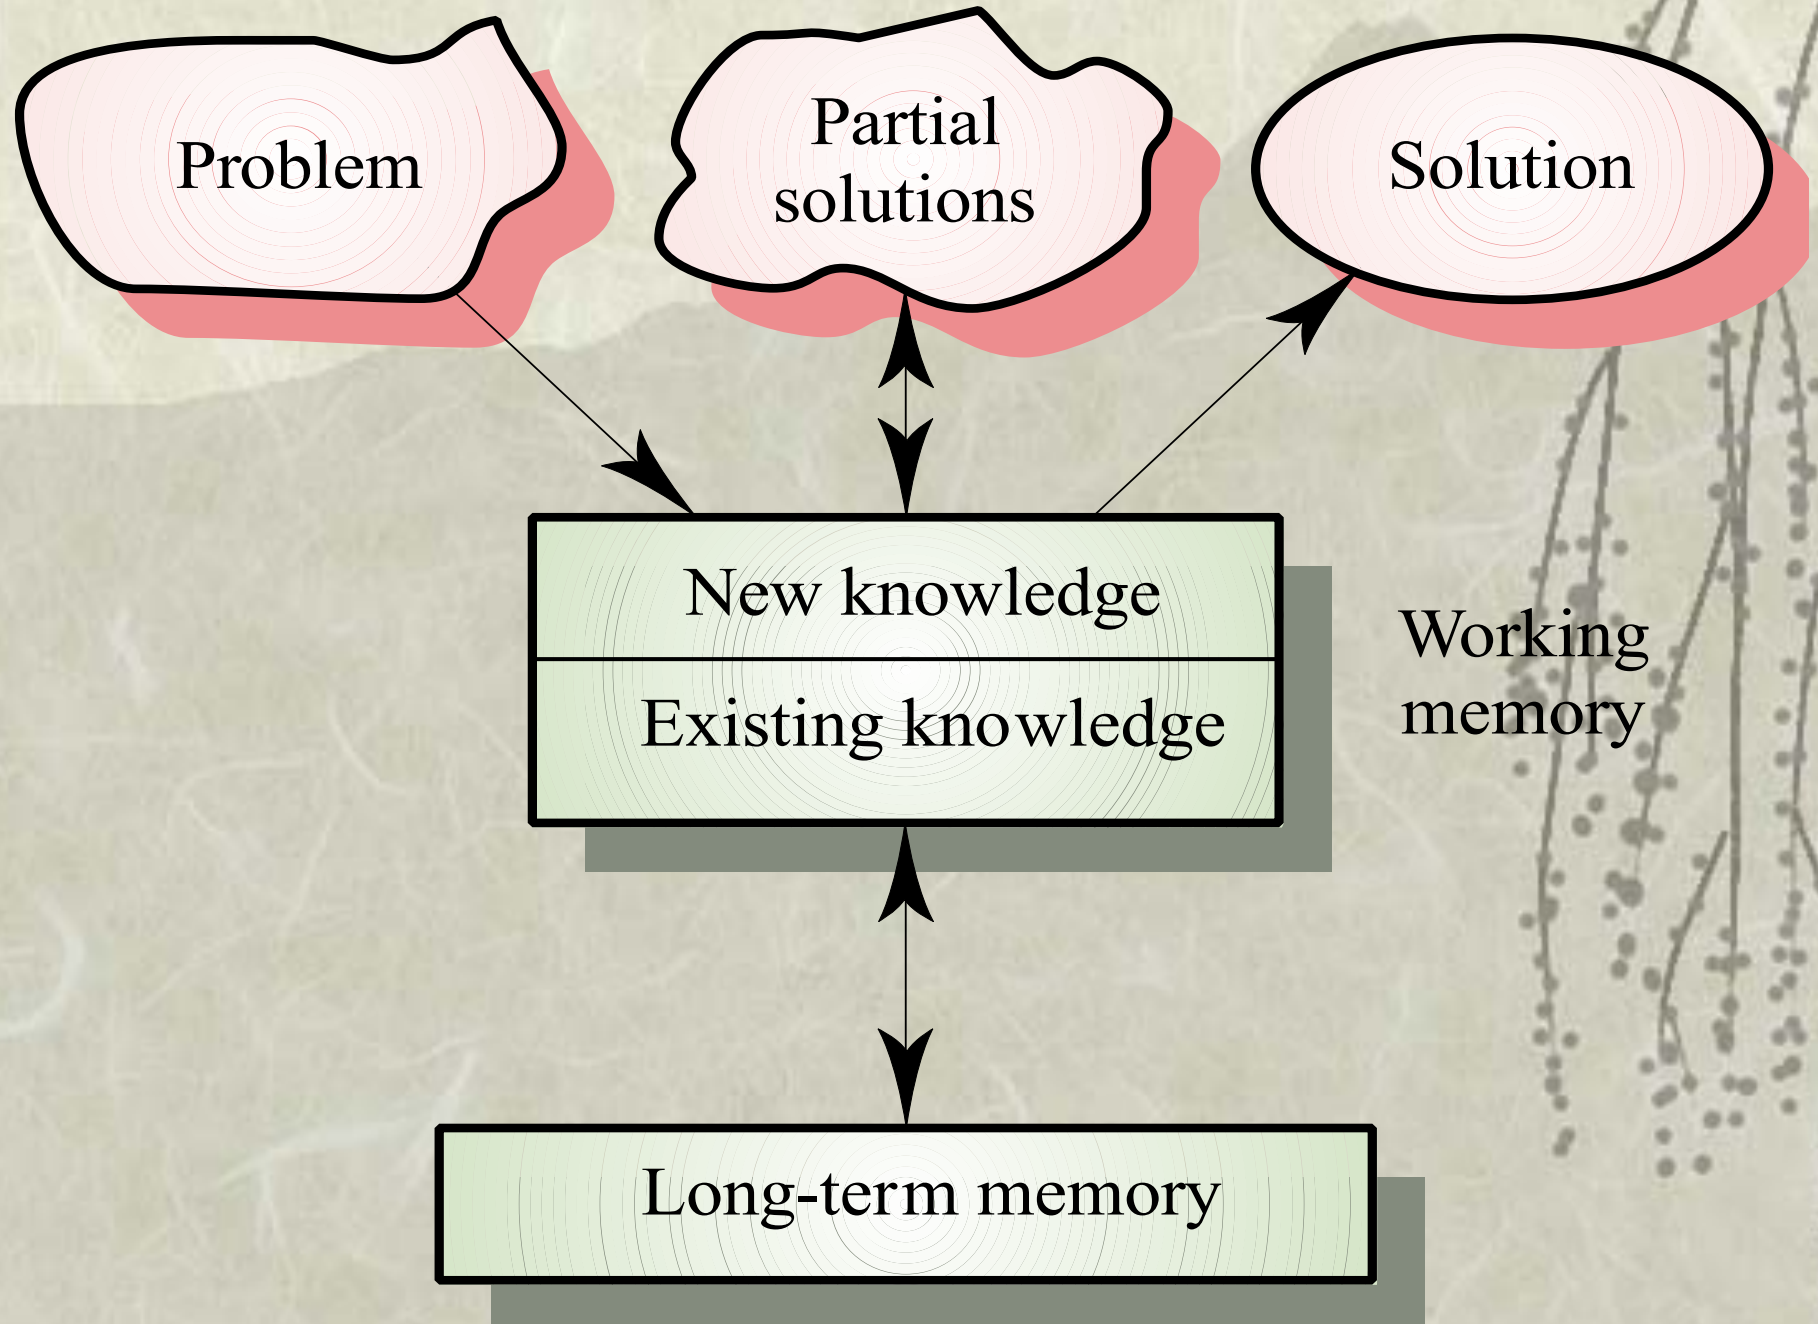 Problem
Partial
solutions
Solution
New knowledge
Existing knowledge
Working
memory
Long-term memory